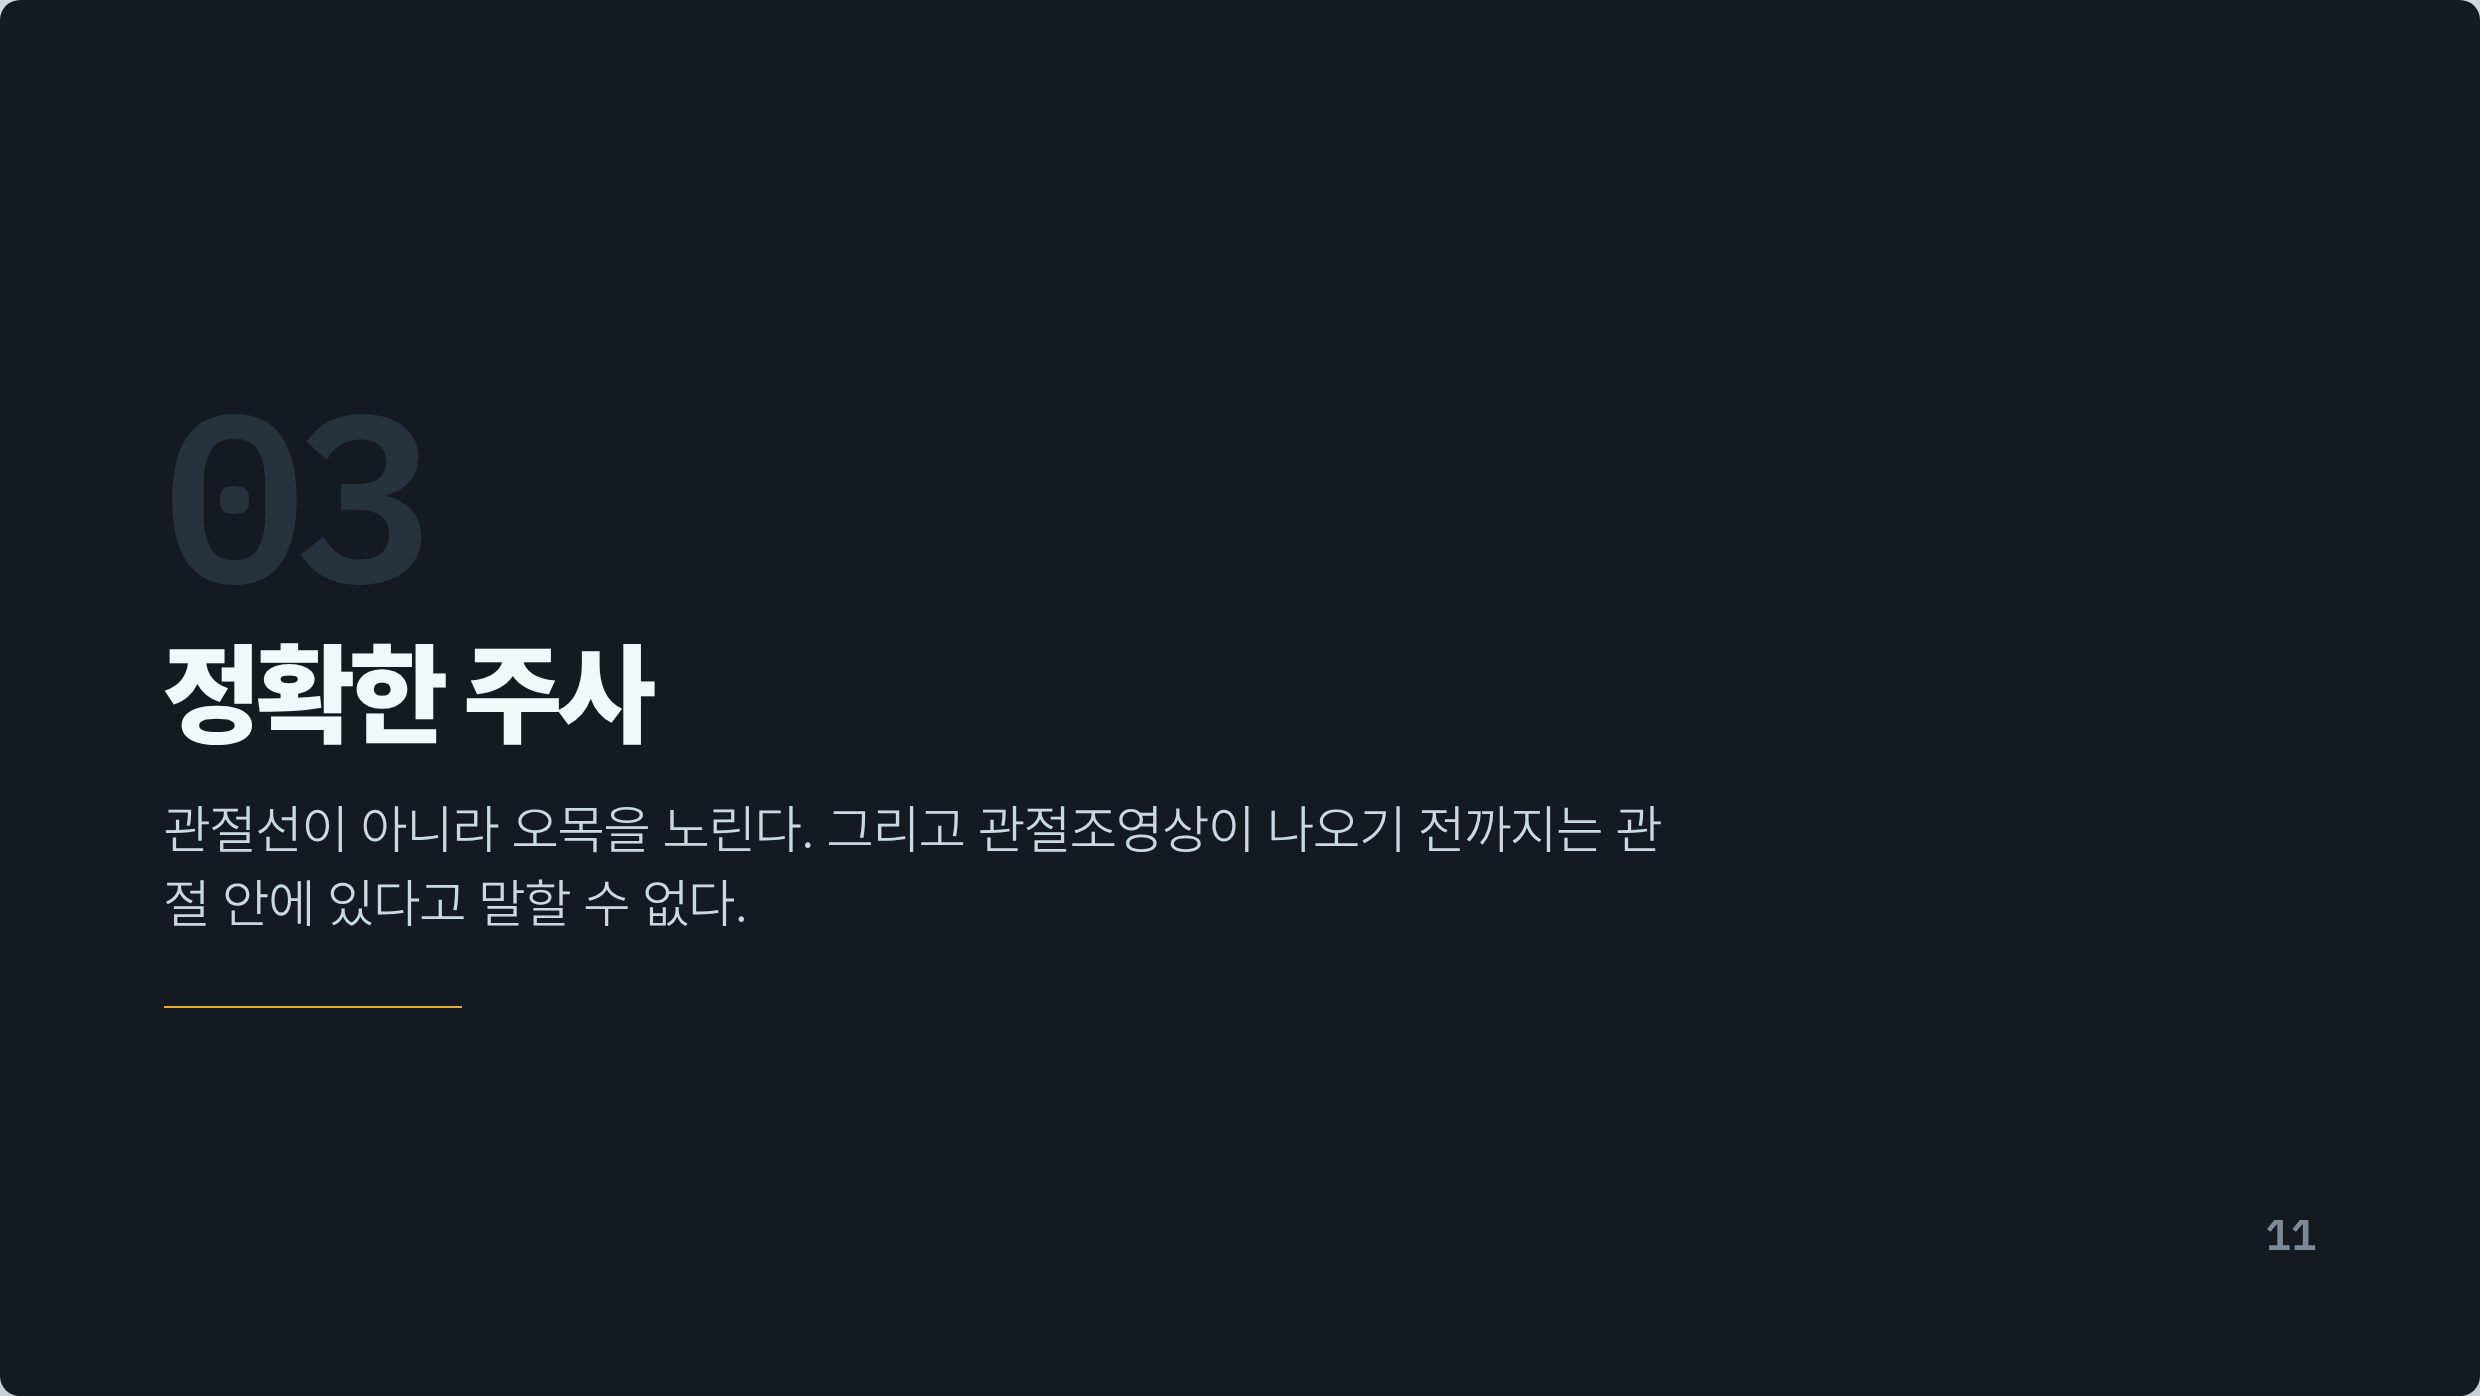 03
정확한 주사
관절선이 아니라 오목을 노린다. 그리고 관절조영상이 나오기 전까지는 관
절 안에 있다고 말할 수 없다.
11